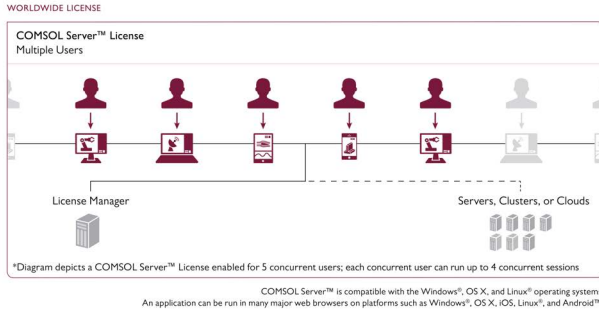 WORLDWIDE LICENSE
COMSOL Server™ License
Multiple Users
License Manager
Servers, Clusters, or Clouds
*Diagram depicts a COMSOL Server™ License enabled for 5 concurrent users; each concurrent user can run up to 4 concurrent sessions
COMSOL Server™ is compatible with the Windows®, OS X, and Linux® operating systems
An application can be run in many major web browsers on platforms such as Windows®, OS X, iOS, Linux®, and Android™